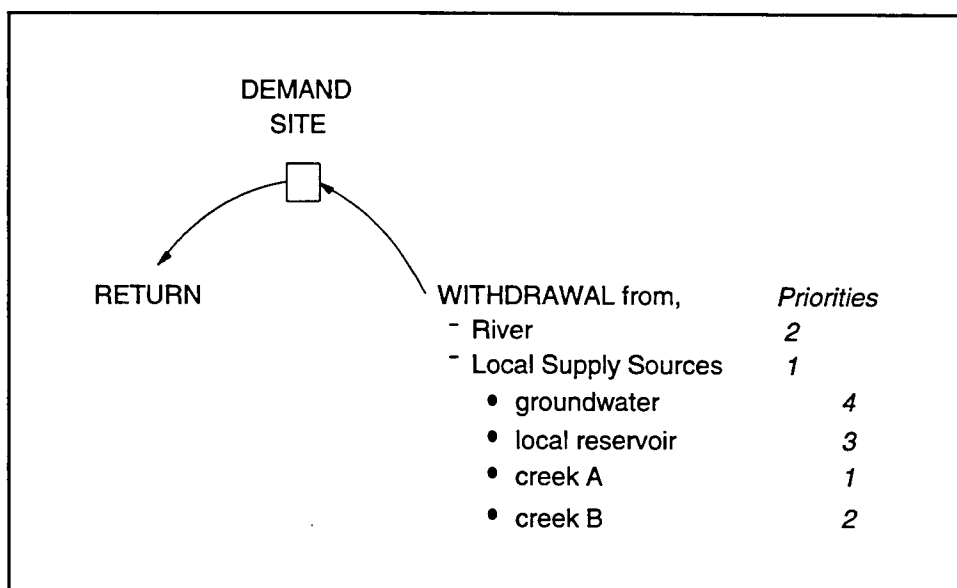 DEMAND
SITE
RETURN
WITHDRAWAL from, Priorities
- River 2
- Local Supply Sources 1
• groundwater 4
• local reservoir 3
• creek A 1
• creek B 2